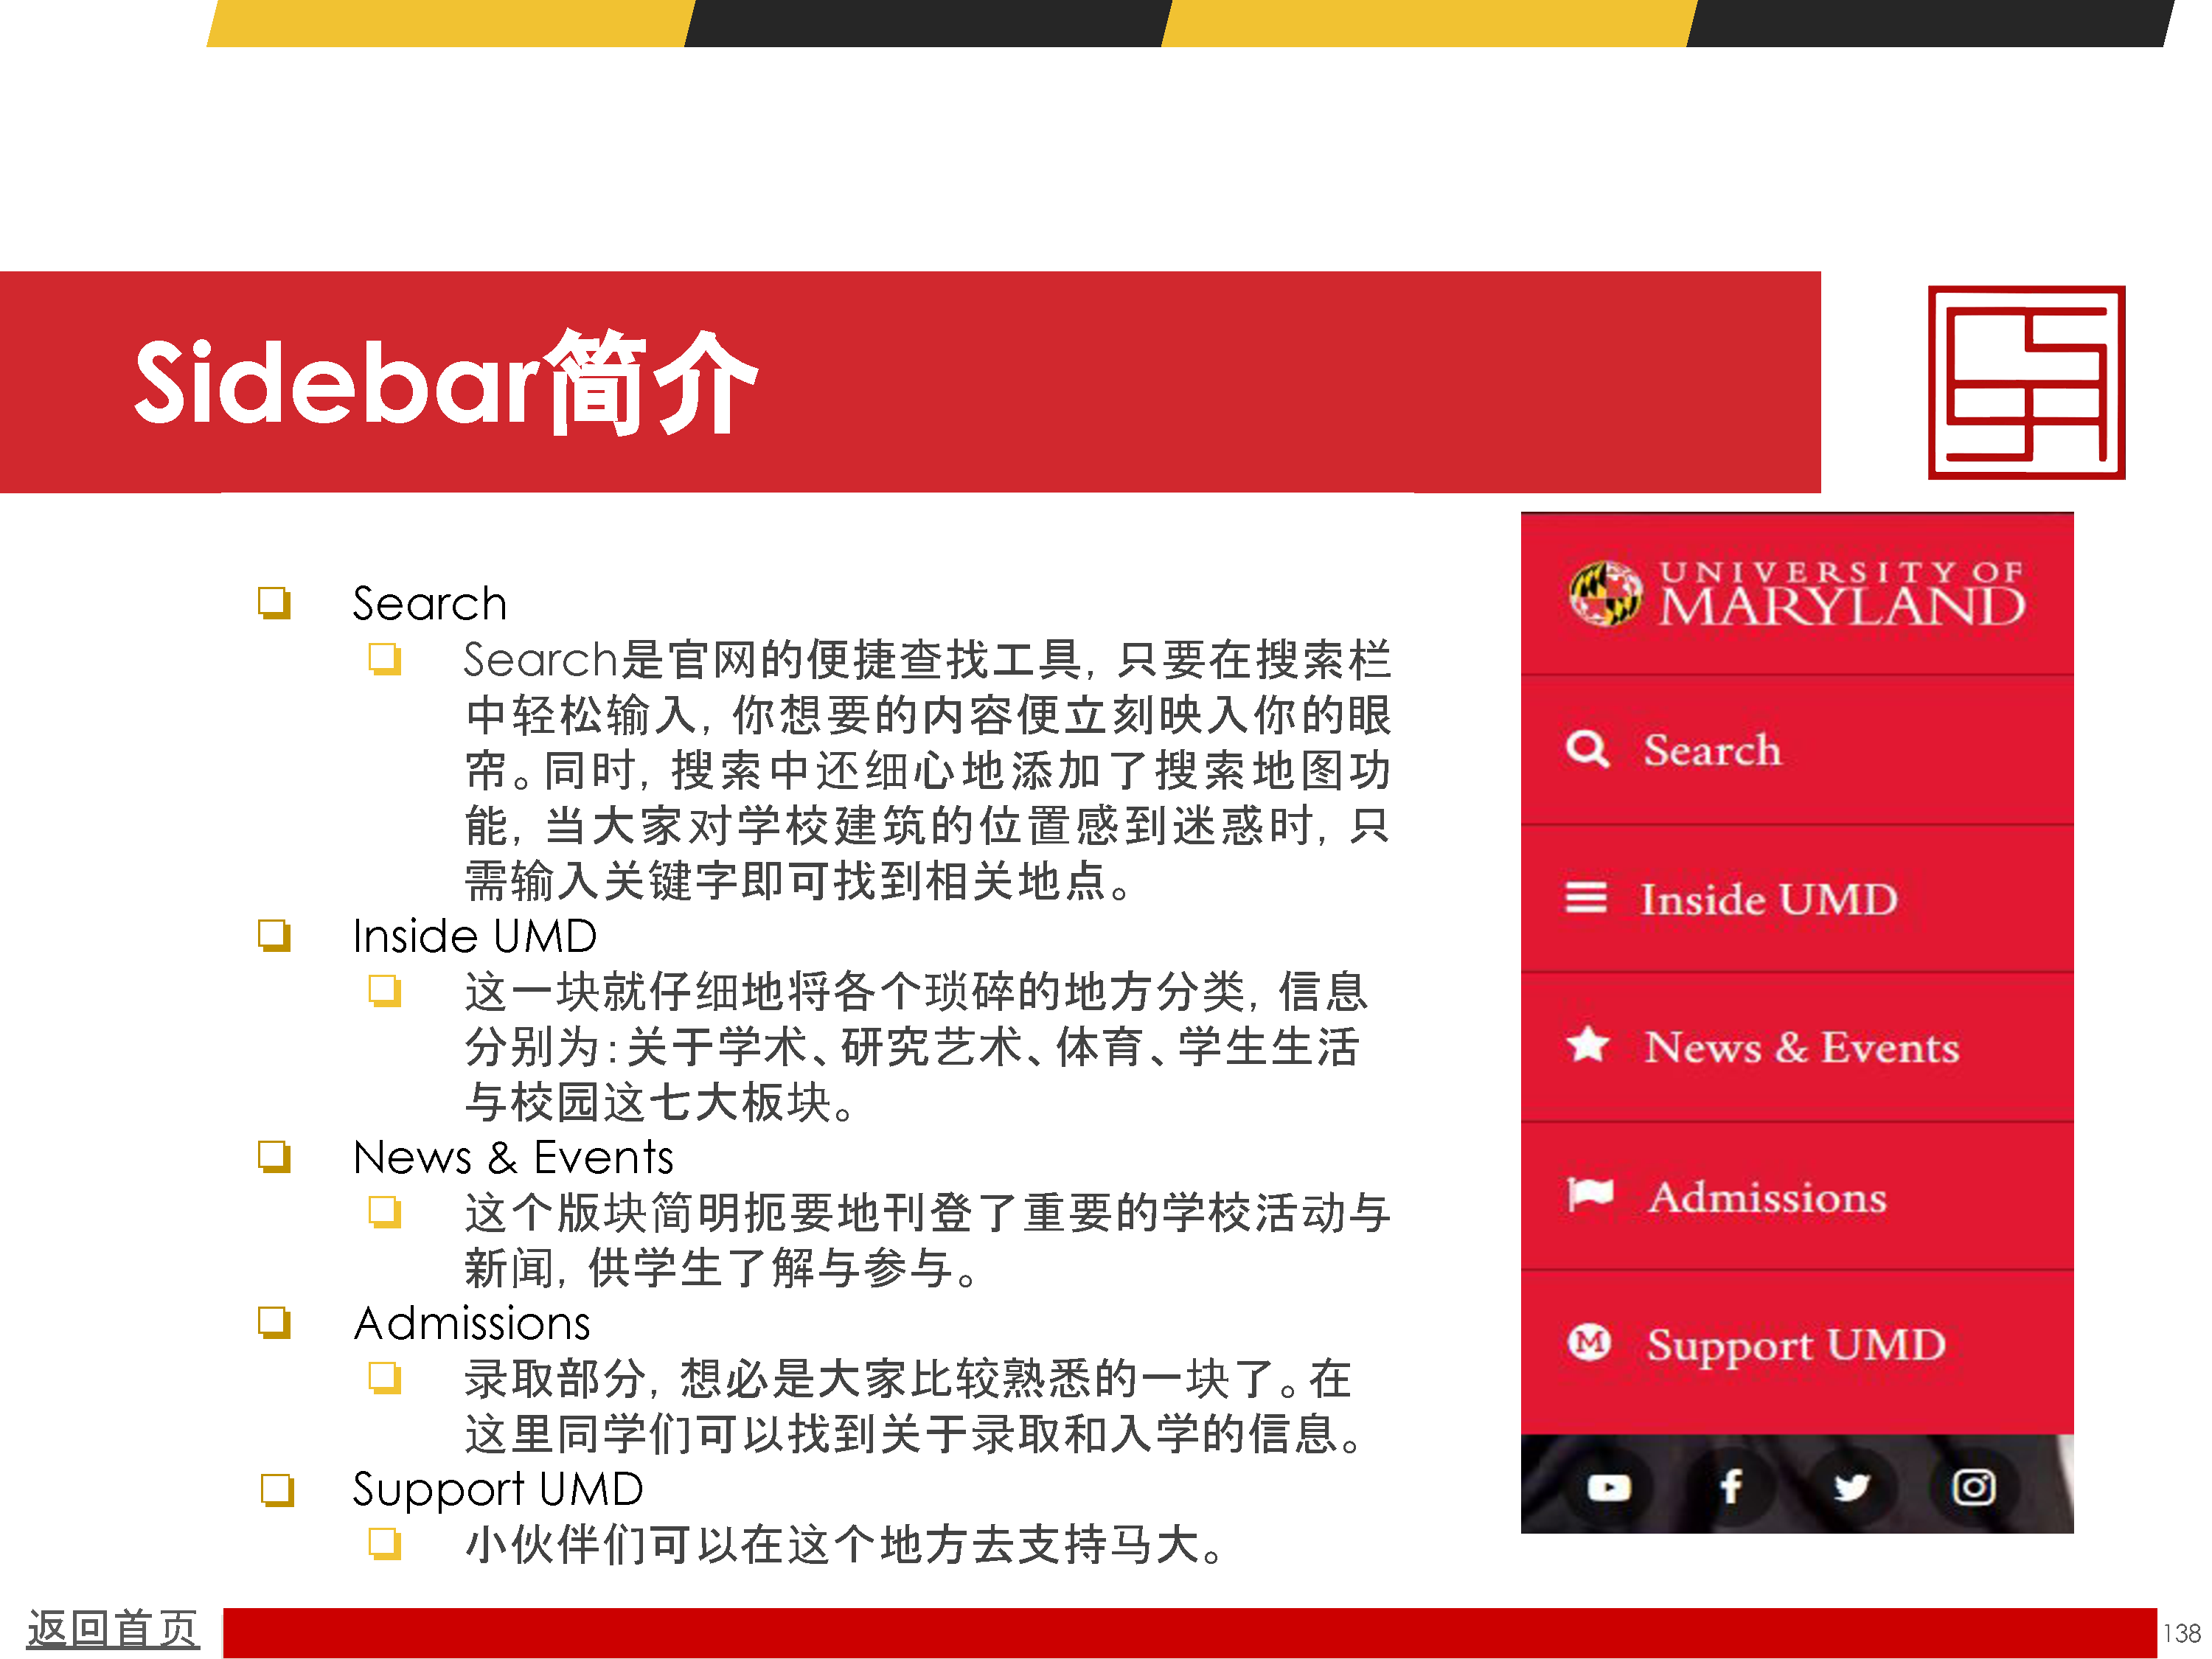 Sidebar简介
Search
Search是官网的便捷查找工具，只要在搜索栏
中轻松输入，你想要的内容便立刻映入你的眼
帘。同时，搜索中还细心地添加了搜索地图功
能，当大家对学校建筑的位置感到迷惑时，只
需输入关键字即可找到相关地点。
Inside UMD
这一块就仔细地将各个琐碎的地方分类，信息
分别为：关于学术、研究艺术、体育、学生生活
与校园这七大板块。
News & Events
这个版块简明扼要地刊登了重要的学校活动与
新闻，供学生了解与参与。
Admissions
录取部分，想必是大家比较熟悉的一块了。在
这里同学们可以找到关于录取和入学的信息。
Support UMD
小伙伴们可以在这个地方去支持马大。
UNIVERSITY OF
MARYLAND
Search
Inside UMD
News & Events
Admissions
M Support UMD
返回首页
138